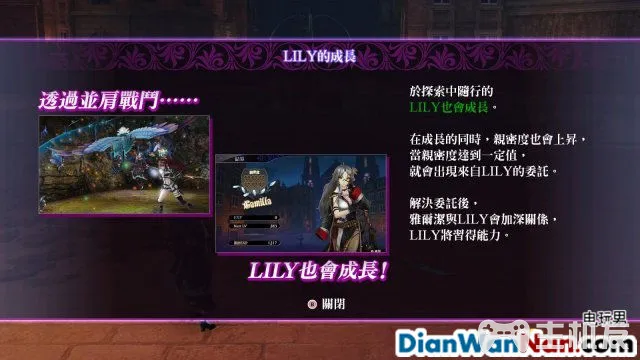 LILY的成長
透過並肩戰鬥……
於探索中隨行的
LILY也會成長。
在成長的同時，親密度也會上昇，
當親密度達到一定值，
就會出現來自LILY的委託。
解決委託後，
雅爾潔與LILY會加深關係，
LILY將習得能力。
Camilla
LILY也會成長!
關閉
电玩男
DianWanNan.com